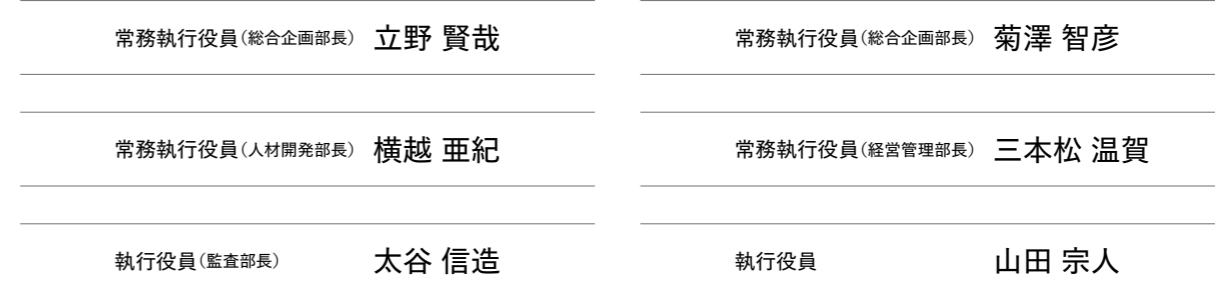 常務執行役員（総合企画部長） 立野 賢哉
常務執行役員（総合企画部長） 菊澤 智彦
常務執行役員（人材開発部長） 横越 亜紀
常務執行役員（経営管理部長） 三本松 温賀
執行役員（監査部長） 太谷 信造
執行役員 山田 宗人